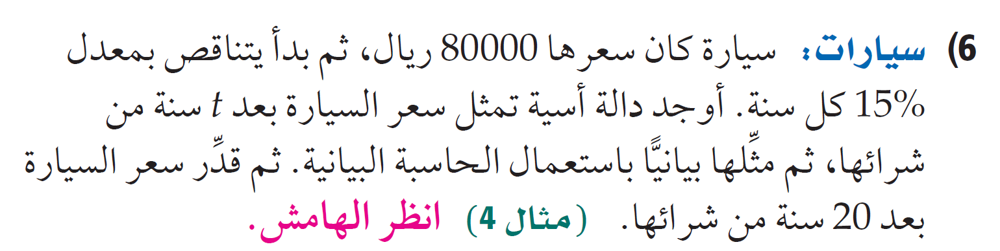 6) سيارات: سيارة كان سعرها 80000 ريال، ثم بدأ يتناقص بمعدل
15% كل سنة. أوجد دالة أسية تمثل سعر السيارة بعد t سنة من
شرائها، ثم مثِّلها بيانيًّا باستعمال الحاسبة البيانية. ثم قدِّر سعر السيارة
بعد 20 سنة من شرائها. (مثال 4) انظر الهامش.